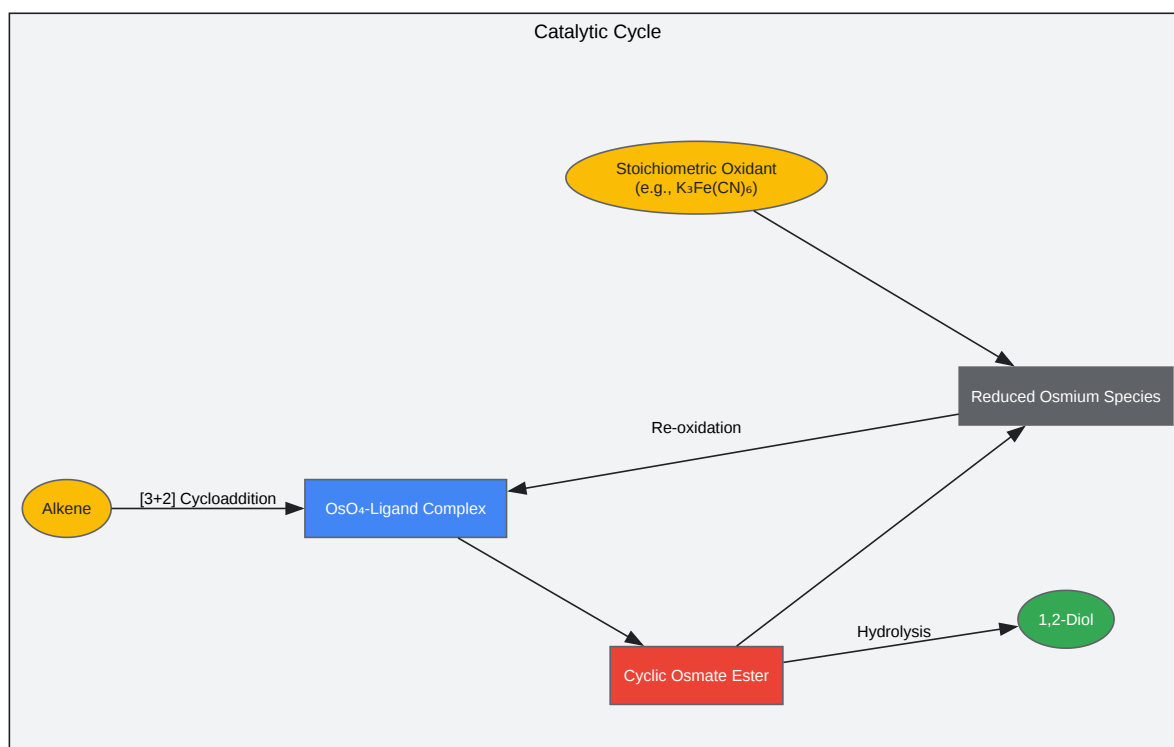 Catalytic Cycle
Stoichiometric Oxidant
(e.g., K₃Fe(CN)₆)
Reduced Osmium Species
Re-oxidation
[3+2] Cycloaddition
Alkene
OsO₄-Ligand Complex
1,2-Diol
Hydrolysis
Cyclic Osmate Ester